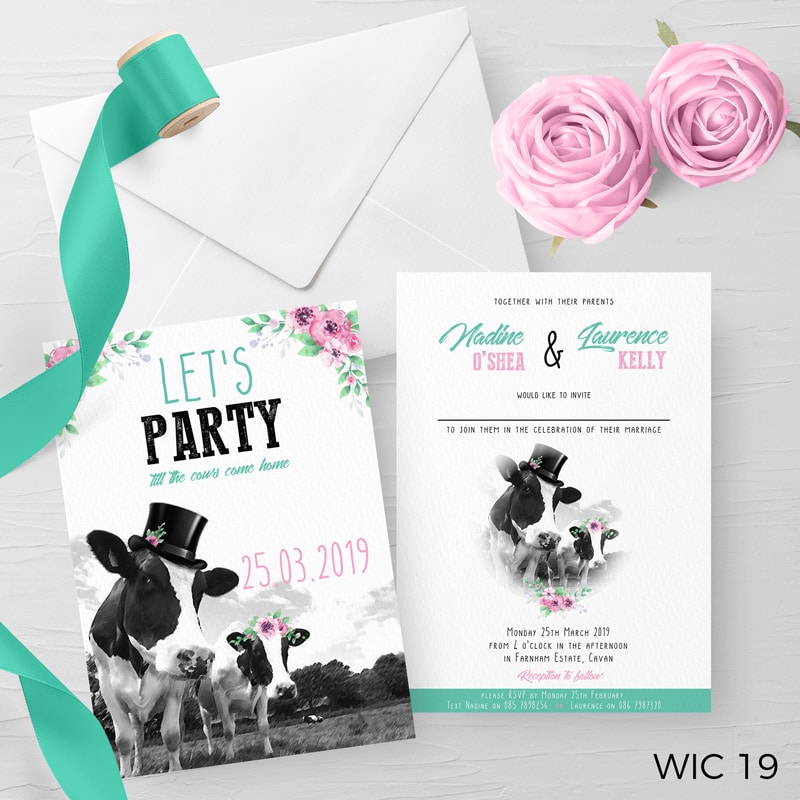 LET'S
PARTY
till the cows come home
25.03.2019
TOGETHER WITH THEIR PARENTS
Nadine & Laurence
O'SHEA KELLY
WOULD LIKE TO INVITE
TO JOIN THEM IN THE CELEBRATION OF THEIR MARRIAGE
MONDAY 25TH MARCH 2019
FROM 4 O'CLOCK IN THE AFTERNOON
IN FARNHAM ESTATE, CAVAN
Reception to follow
PLEASE RSVP BY MONDAY 25TH FEBRUARY
TEXT NADINE ON 085 7898456 OR LAURENCE ON 086 7987320
WIC 19